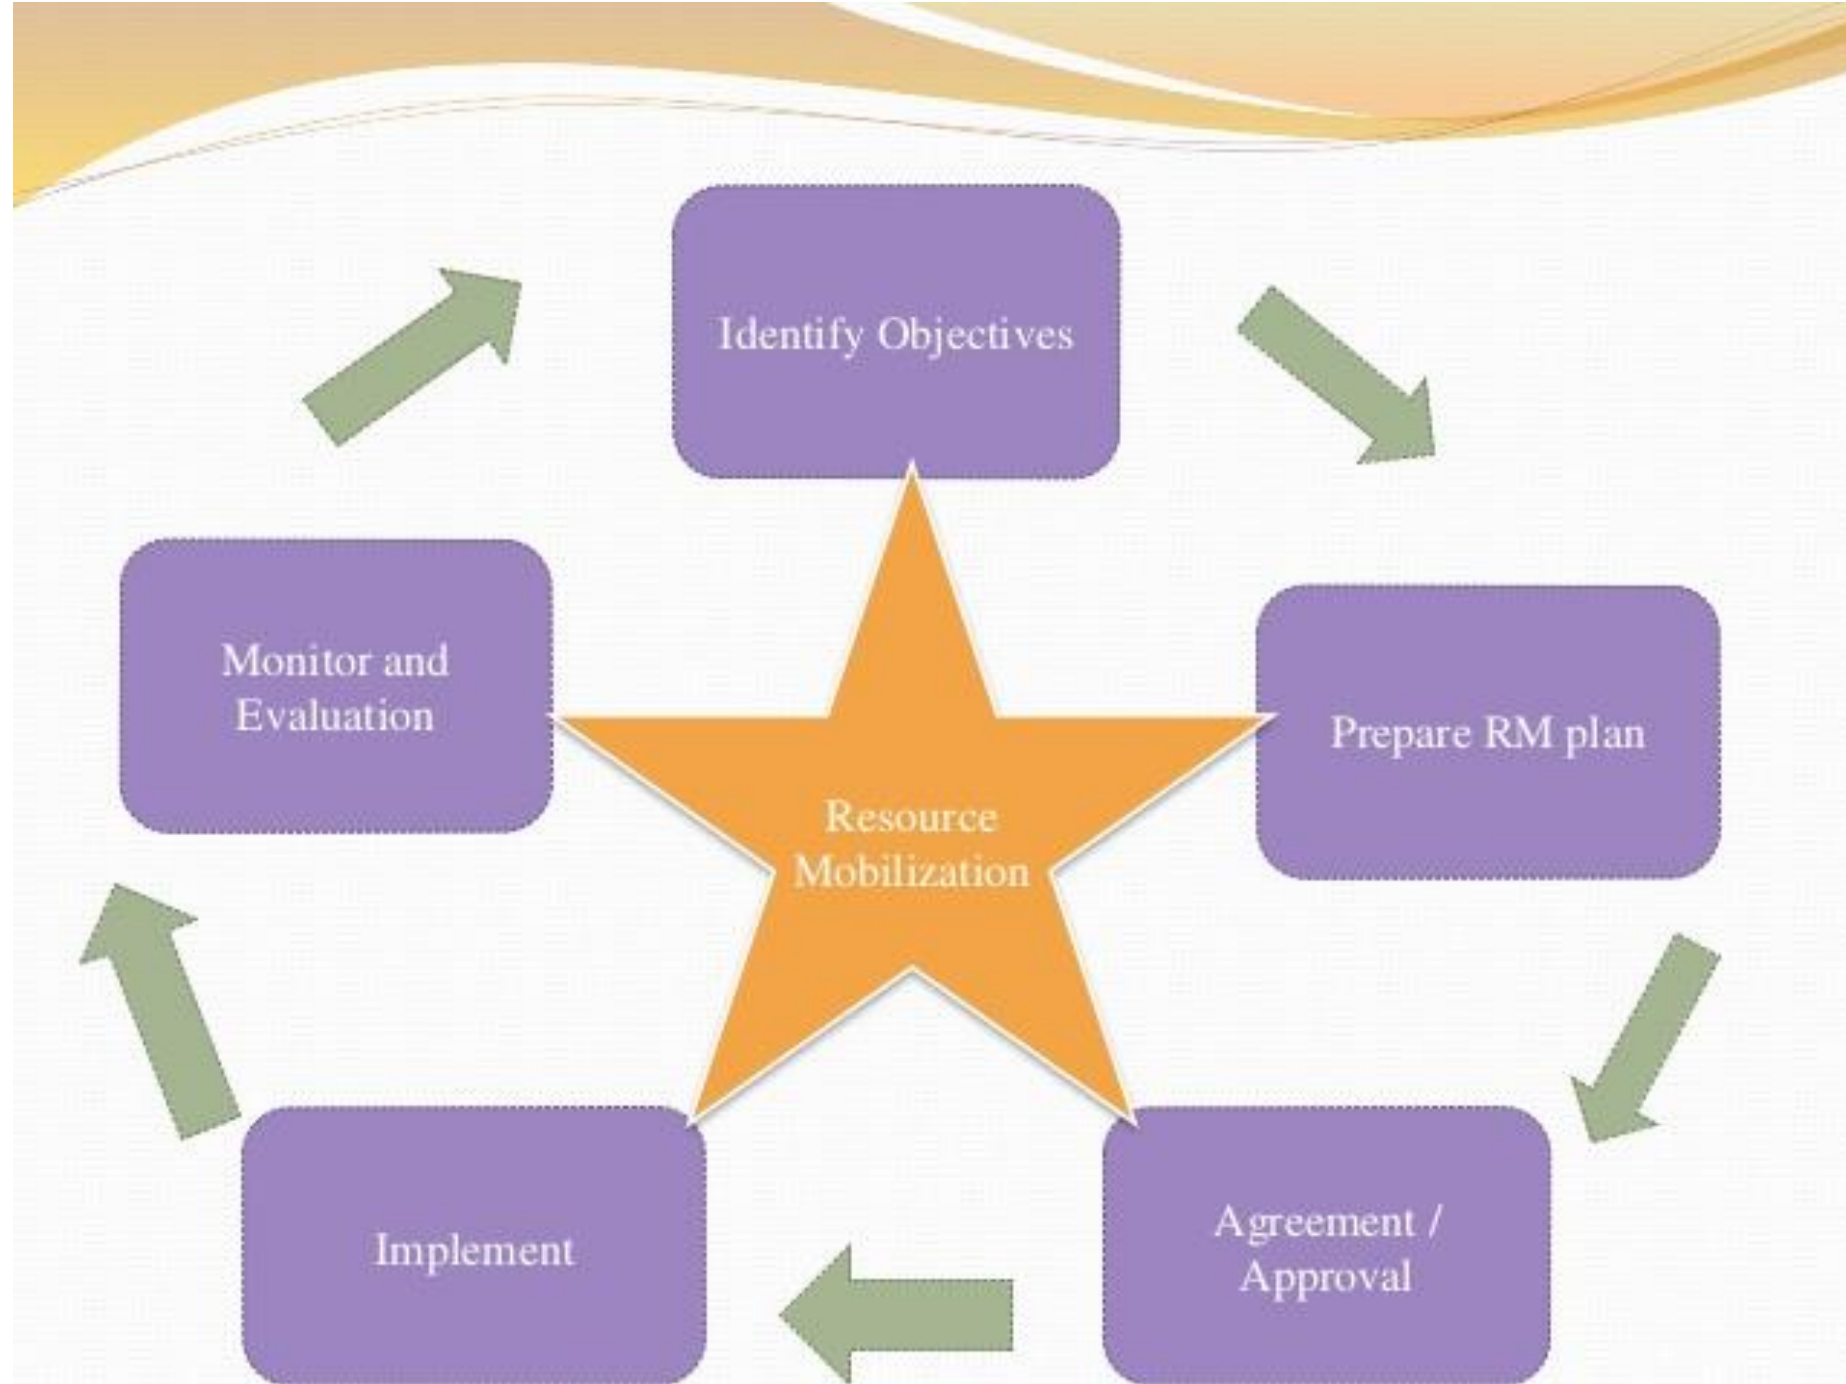 Identify Objectives
Prepare RM plan
Agreement /
Approval
Implement
Monitor and
Evaluation
Resource
Mobilization